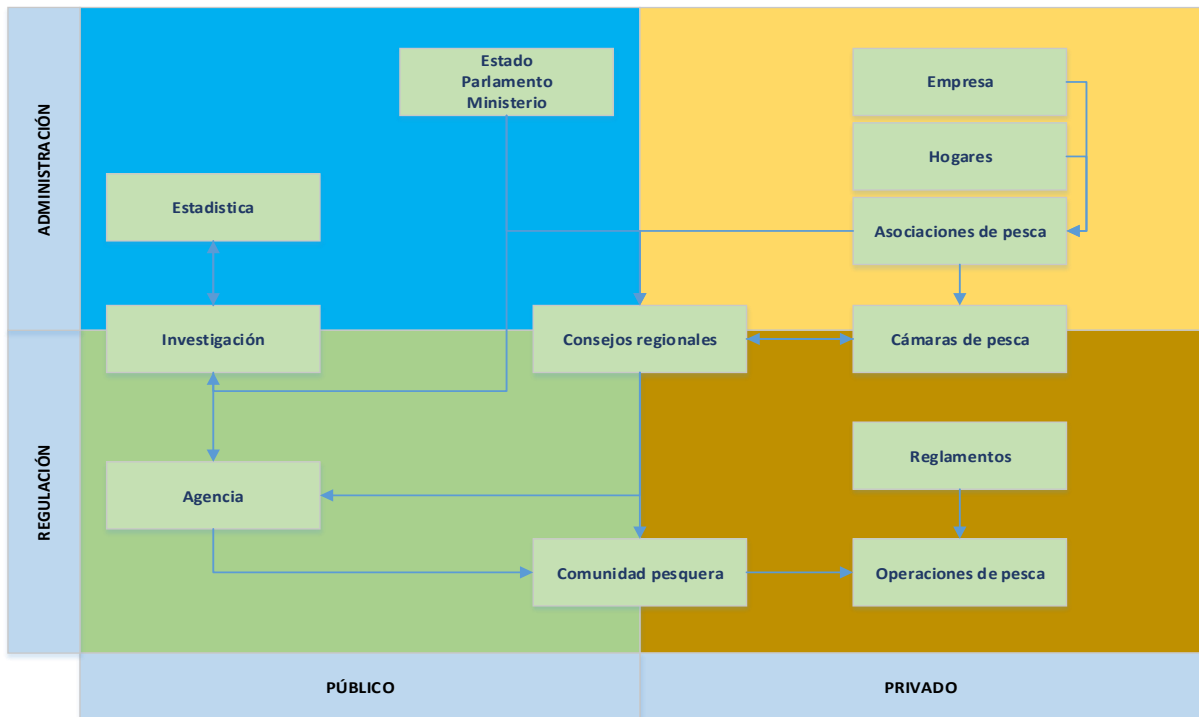 ADMINISTRACIÓN
Estado
Parlamento
Ministerio
Empresa
Hogares
Estadistica
Asociaciones de pesca
Investigación
Consejos regionales
Cámaras de pesca
REGULACIÓN
Reglamentos
Agencia
Comunidad pesquera
Operaciones de pesca
PÚBLICO
PRIVADO